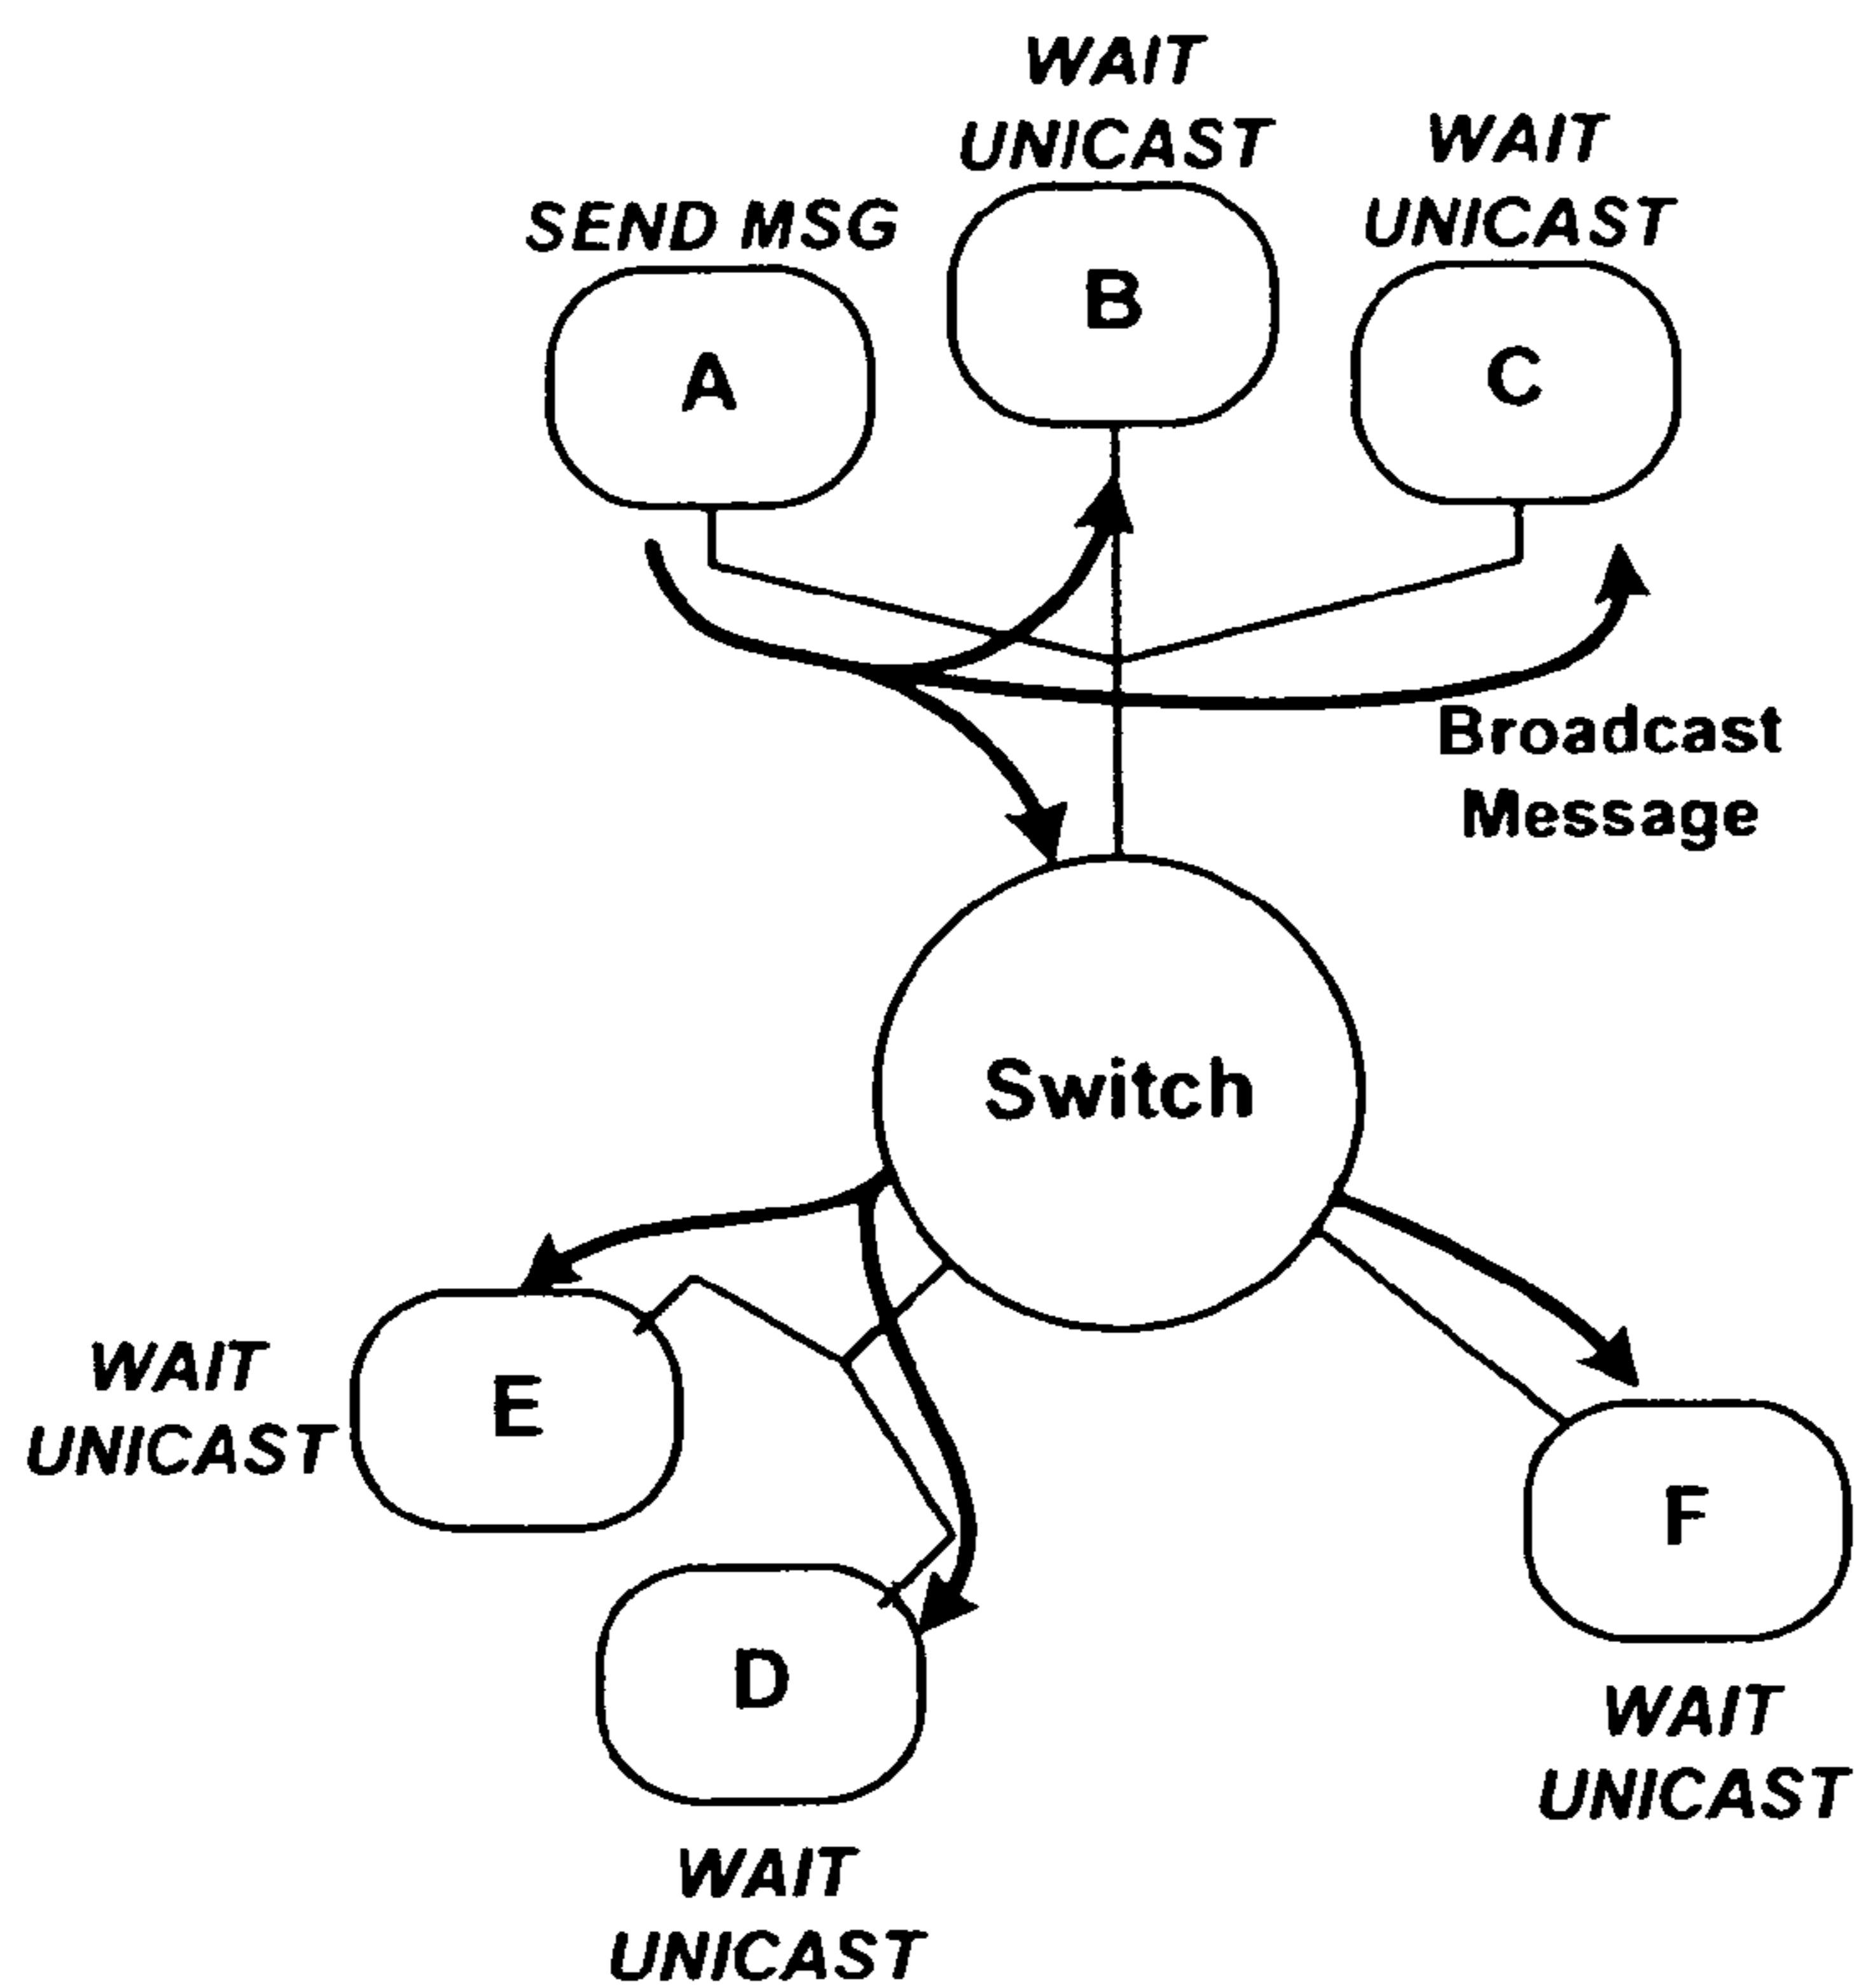 WAIT
UNICAST
WAIT
UNICAST
SEND MSG
B
A
C
Broadcast
Message
Switch
WAIT
UNICAST
E
F
D
WAIT
UNICAST
WAIT
UNICAST